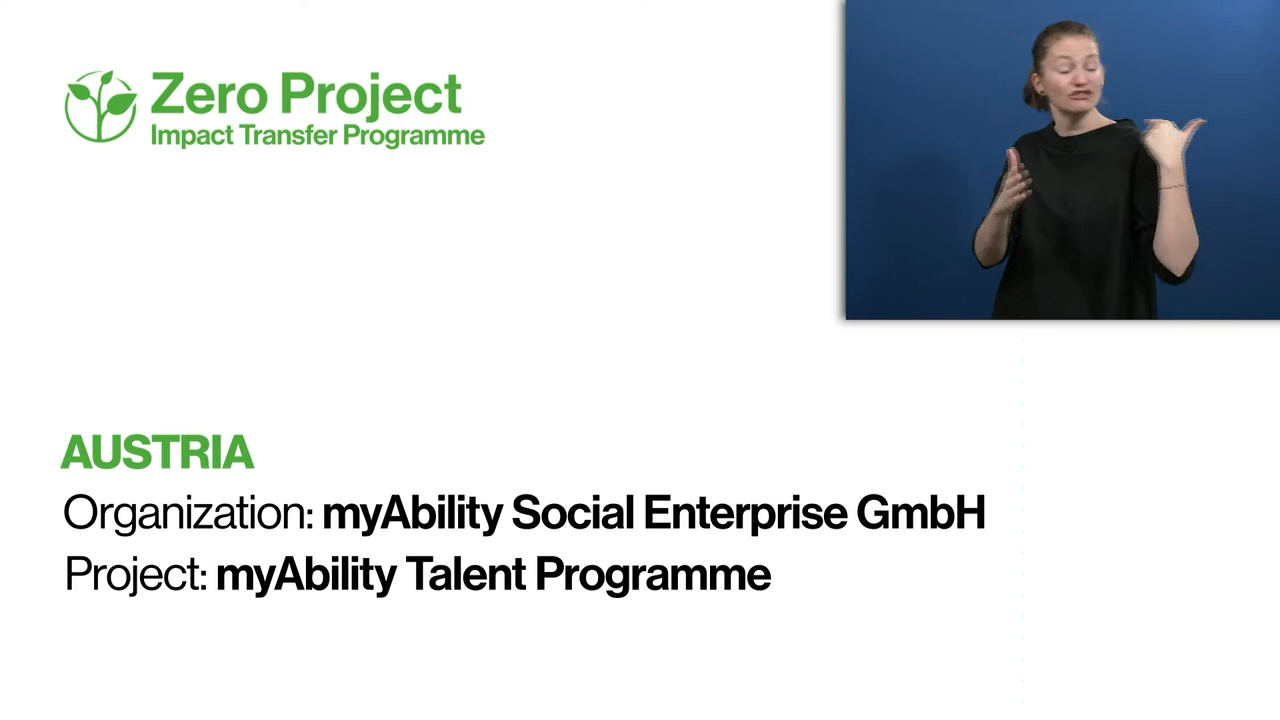 Zero Project
Impact Transfer Programme
AUSTRIA
Organization: myAbility Social Enterprise GmbH
Project: myAbility Talent Programme